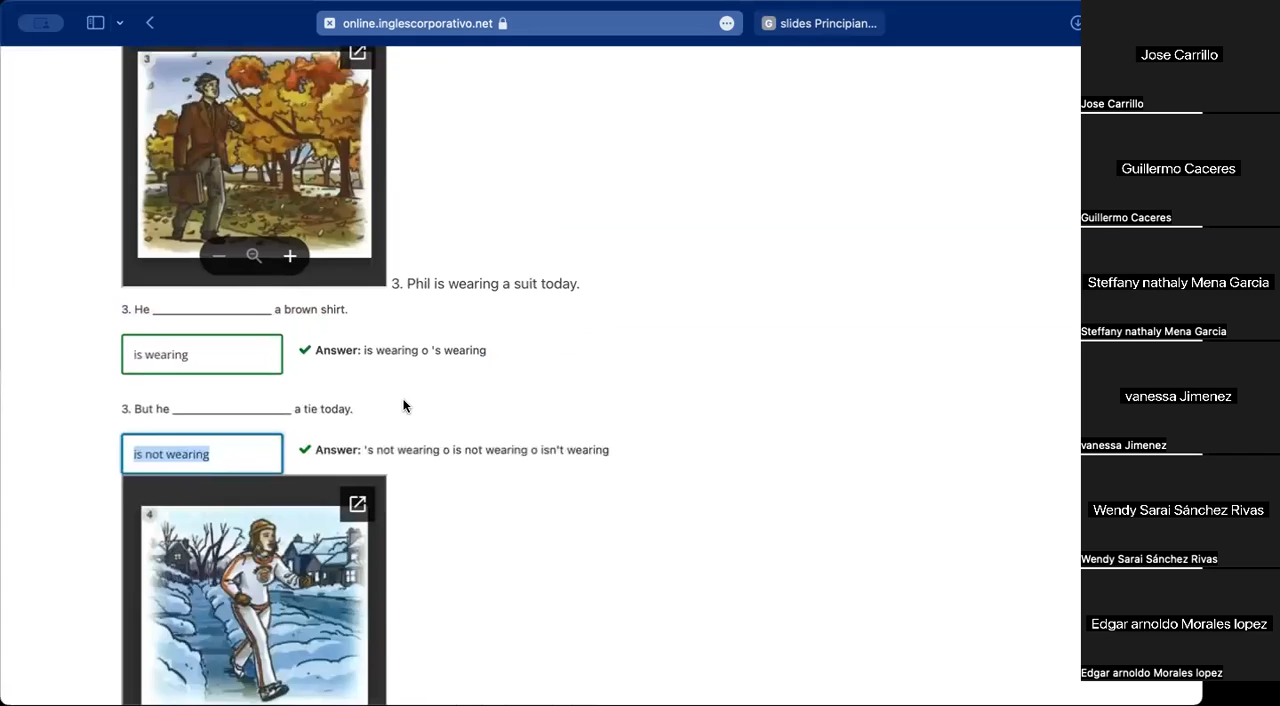 online.inglescorporativo.net
G slides Principian...
3
3. Phil is wearing a suit today.
3. He ___________________ a brown shirt.
is wearing
Answer: is wearing o 's wearing
3. But he ___________________ a tie today.
is not wearing
Answer: 's not wearing o is not wearing o isn't wearing
4
Jose Carrillo
Jose Carrillo
Guillermo Caceres
Guillermo Caceres
Steffany nathaly Mena Garcia
Steffany nathaly Mena Garcia
vanessa Jimenez
vanessa Jimenez
Wendy Sarai Sánchez Rivas
Wendy Sarai Sánchez Rivas
Edgar arnoldo Morales lopez
Edgar arnoldo Morales lopez